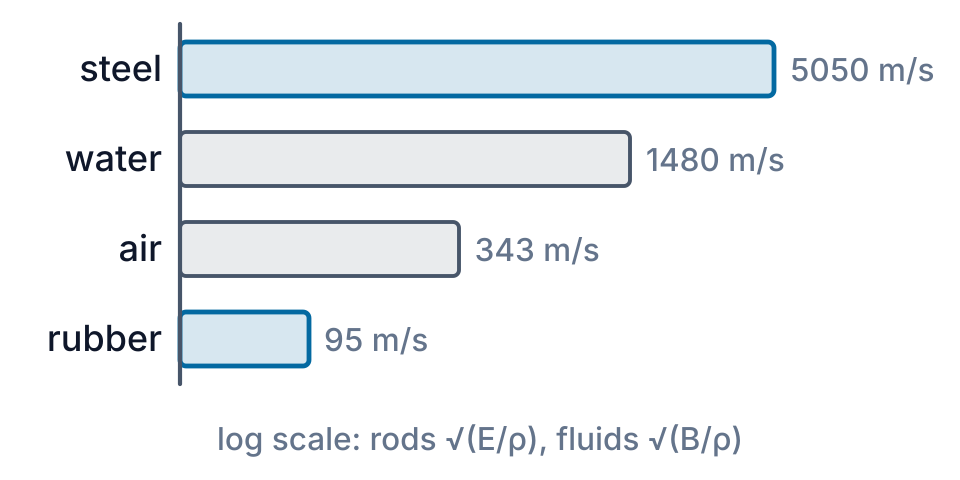 steel 5050 m/s
water 1480 m/s
air 343 m/s
rubber 95 m/s
log scale: rods √(E/ρ), fluids √(B/ρ)